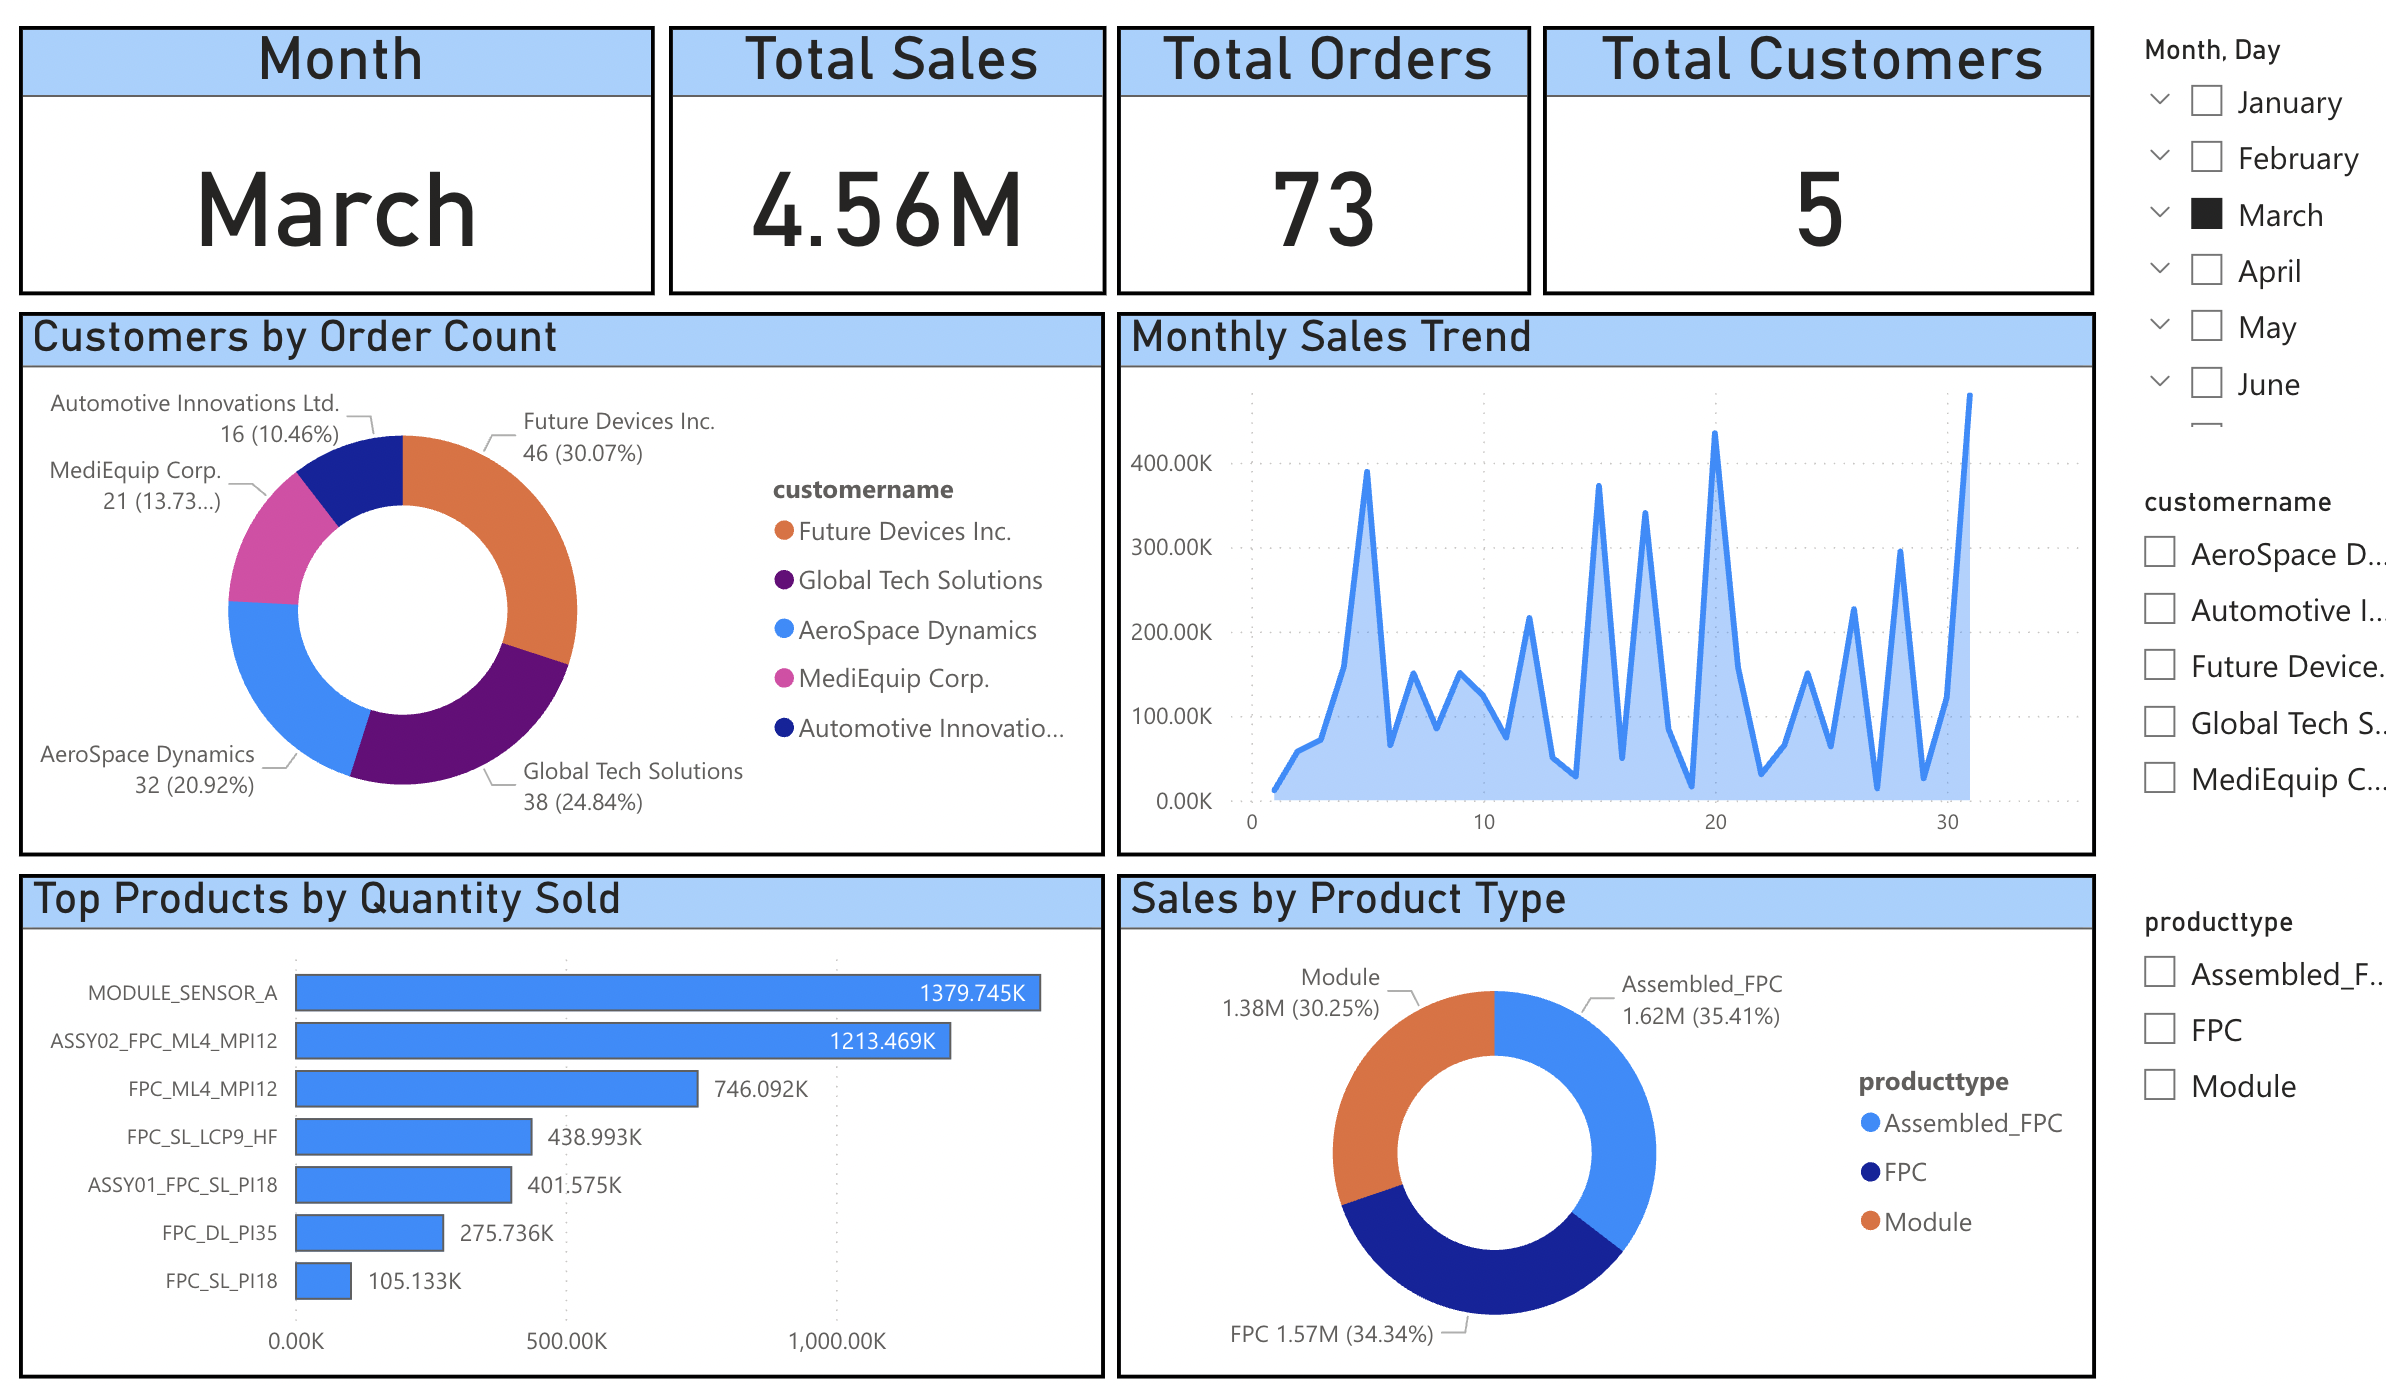 Month
March
Total Sales
4.56M
Total Orders
73
Total Customers
5
Month, Day
January
February
March
April
May
June
customername
AeroSpace D...
Automotive I...
Future Device.
Global Tech S..
MediEquip C...
producttype
Assembled_F..
FPC
Module
Customers by Order Count
Automotive Innovations Ltd.
16 (10.46%)
Future Devices Inc.
46 (30.07%)
MediEquip Corp.
21 (13.73...)
AeroSpace Dynamics
32 (20.92%)
Global Tech Solutions
38 (24.84%)
customername
Future Devices Inc.
Global Tech Solutions
AeroSpace Dynamics
MediEquip Corp.
Automotive Innovatio...
Monthly Sales Trend
400.00K
300.00K
200.00K
100.00K
0.00K
0 10 20 30
Top Products by Quantity Sold
MODULE_SENSOR_A 1379.745K
ASSY02_FPC_ML4_MPI12 1213.469K
FPC_ML4_MPI12 746.092K
FPC_SL_LCP9_HF 438.993K
ASSY01_FPC_SL_PI18 401.575K
FPC_DL_PI35 275.736K
FPC_SL_PI18 105.133K
0.00K 500.00K 1,000.00K
Sales by Product Type
Module
1.38M (30.25%)
Assembled_FPC
1.62M (35.41%)
FPC 1.57M (34.34%)
producttype
Assembled_FPC
FPC
Module